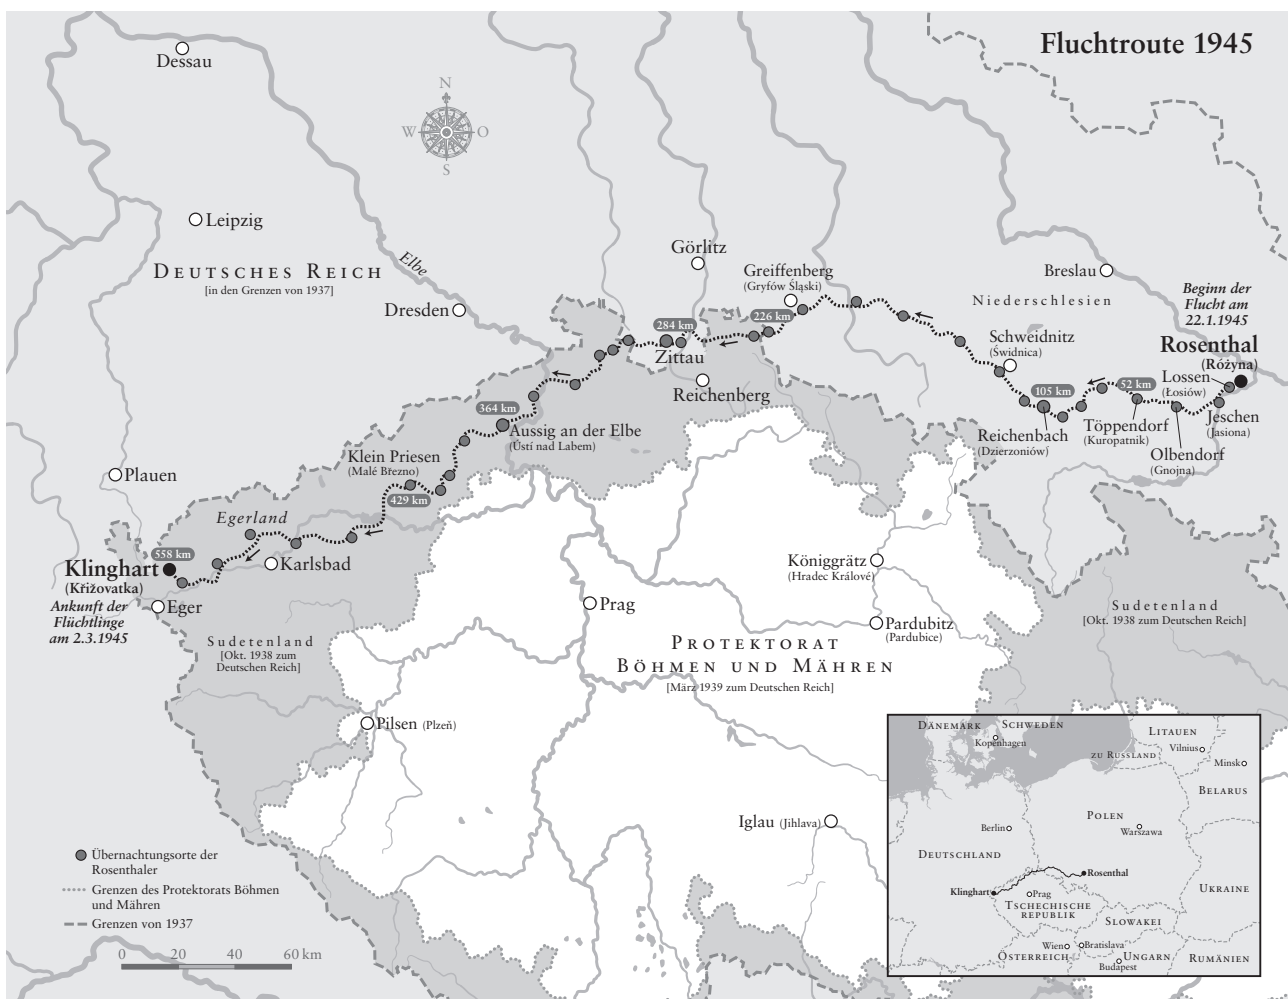 Fluchtroute 1945
Dessau
N
W
O
S
Leipzig
Elbe
DEUTSCHES REICH
[in den Grenzen von 1937]
Görlitz
Greiffenberg
(Gryfów Śląski)
Breslau
Niederschlesien
Beginn der
Flucht am
22.1.1945
Dresden
284 km
226 km
Zittau
Schweidnitz
(Świdnica)
Rosenthal
(Różyna)
Lossen
(Łosiów)
Reichenberg
105 km
52 km
364 km
Aussig an der Elbe
(Ústí nad Labem)
Reichenbach
(Dzierzoniów)
Töppendorf
(Kuropatnik)
Jeschen
(Jasiona)
Olbendorf
(Gnojna)
Klein Priesen
(Malé Březno)
429 km
Plauen
Egerland
558 km
Klinghart
(Křižovatka)
Ankunft der
Flüchtlinge
am 2.3.1945
Karlsbad
Eger
Königgrätz
(Hradec Králové)
Prag
Pardubitz
(Pardubice)
Sudetenland
[Okt. 1938 zum Deutschen Reich]
Sudetenland
[Okt. 1938 zum
Deutschen Reich]
PROTEKTORAT
BÖHMEN UND MÄHREN
[März 1939 zum Deutschen Reich]
Pilsen (Plzeň)
Iglau (Jihlava)
Übernachtungsorte der
Rosenthaler
Grenzen des Protektorats Böhmen
und Mähren
Grenzen von 1937
0 20 40 60 km
DÄNEMARK
SCHWEDEN
Kopenhagen
LITAUEN
Vilnius
ZU RUSSLAND
Minsk
BELARUS
POLEN
Berlin
Warszawa
DEUTSCHLAND
Rosenthal
Klinghart
Prag
TSCHECHISCHE
REPUBLIK
UKRAINE
SLOWAKEI
Wien
Bratislava
ÖSTERREICH
UNGARN
Budapest
RUMÄNIEN